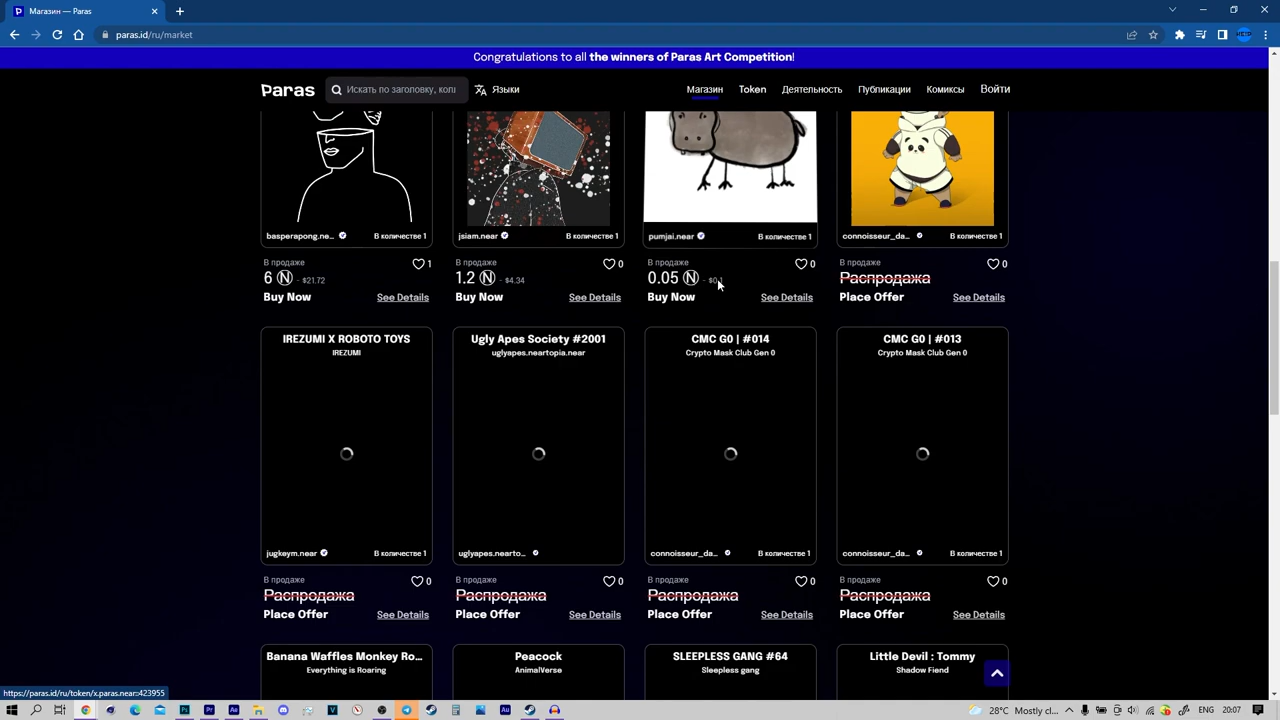 Магазин — Paras
paras.id/ru/market
Congratulations to all the winners of Paras Art Competition!
Paras
Искать по заголовку, колл
Языки
Магазин
Token
Деятельность
Публикации
Комиксы
Войти
basperapong.ne...
В количестве 1
jsiam.near
В количестве 1
pumjai.near
В количестве 1
connoisseur_da...
В количестве 1
В продаже
1
В продаже
0
В продаже
0
В продаже
0
6 N ~ $21.72
1.2 N ~ $4.34
0.05 N
Распродажа
Buy Now
See Details
Buy Now
See Details
Buy Now
See Details
Place Offer
See Details
IREZUMI X ROBOTO TOYS
Ugly Apes Society #2001
CMC G0 | #014
CMC G0 | #013
IREZUMI
uglyapes.neartopia.near
Crypto Mask Club Gen 0
Crypto Mask Club Gen 0
jugkeym.near
В количестве 1
uglyapes.nearto...
connoisseur_da...
В количестве 1
connoisseur_da...
В количестве 1
В продаже
0
В продаже
0
В продаже
0
В продаже
0
Распродажа
Распродажа
Распродажа
Распродажа
Place Offer
See Details
Place Offer
See Details
Place Offer
See Details
Place Offer
See Details
Banana Waffles Monkey Ro...
Peacock
SLEEPLESS GANG #64
Little Devil : Tommy
Everything is Roaring
AnimalVerse
Sleepless gang
Shadow Fiend
https://paras.id/ru/token/x.paras.near::423955
28°C Mostly cl...
ENG
20:07